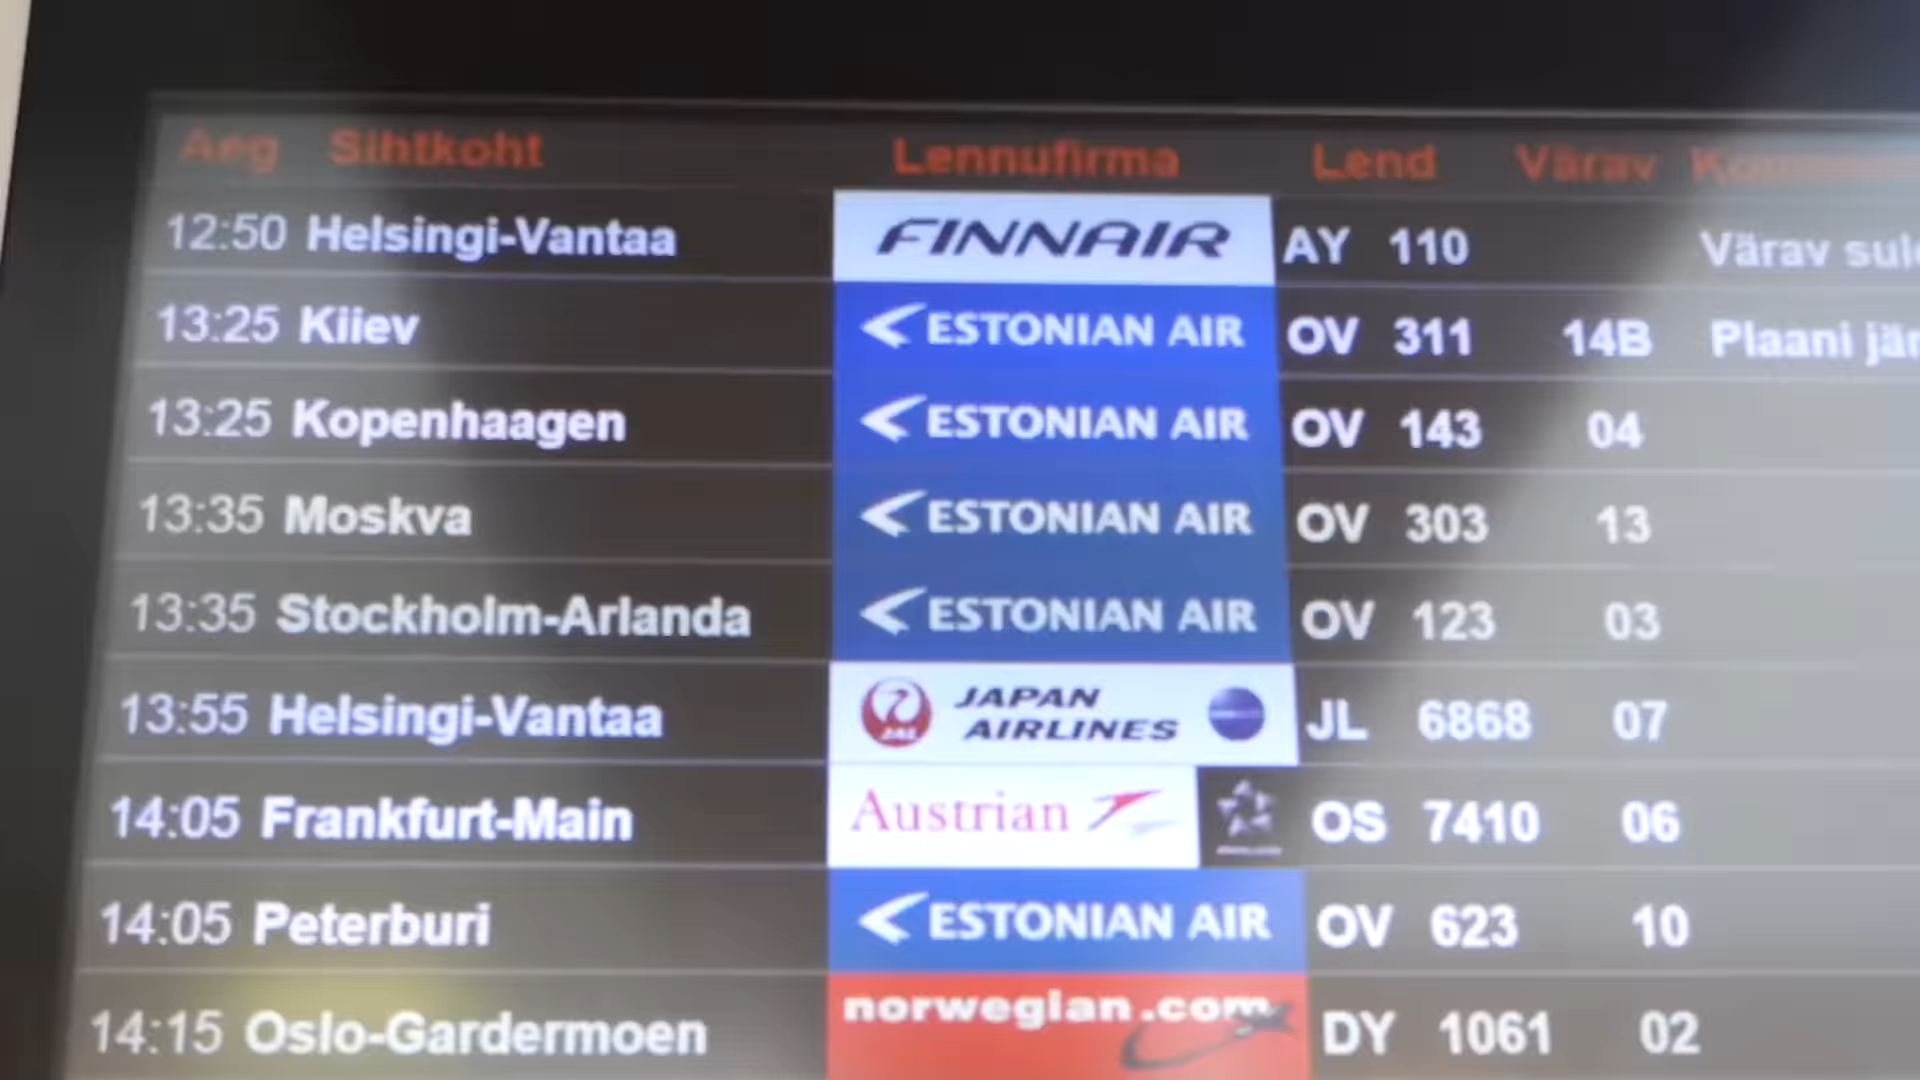 Aeg Sihtkoht Lennufirma Lend Värav
12:50 Helsingi-Vantaa FINNAIR AY 110 Värav
13:25 Kiiev ESTONIAN AIR OV 311 14B Plaani
13:25 Kopenhaagen ESTONIAN AIR OV 143 04
13:35 Moskva ESTONIAN AIR OV 303 13
13:35 Stockholm-Arlanda ESTONIAN AIR OV 123 03
13:55 Helsingi-Vantaa JAL JAPAN AIRLINES JL 6868 07
14:05 Frankfurt-Main Austrian OS 7410 06
14:05 Peterburi ESTONIAN AIR OV 623 10
14:15 Oslo-Gardermoen norwegian.com DY 1061 02